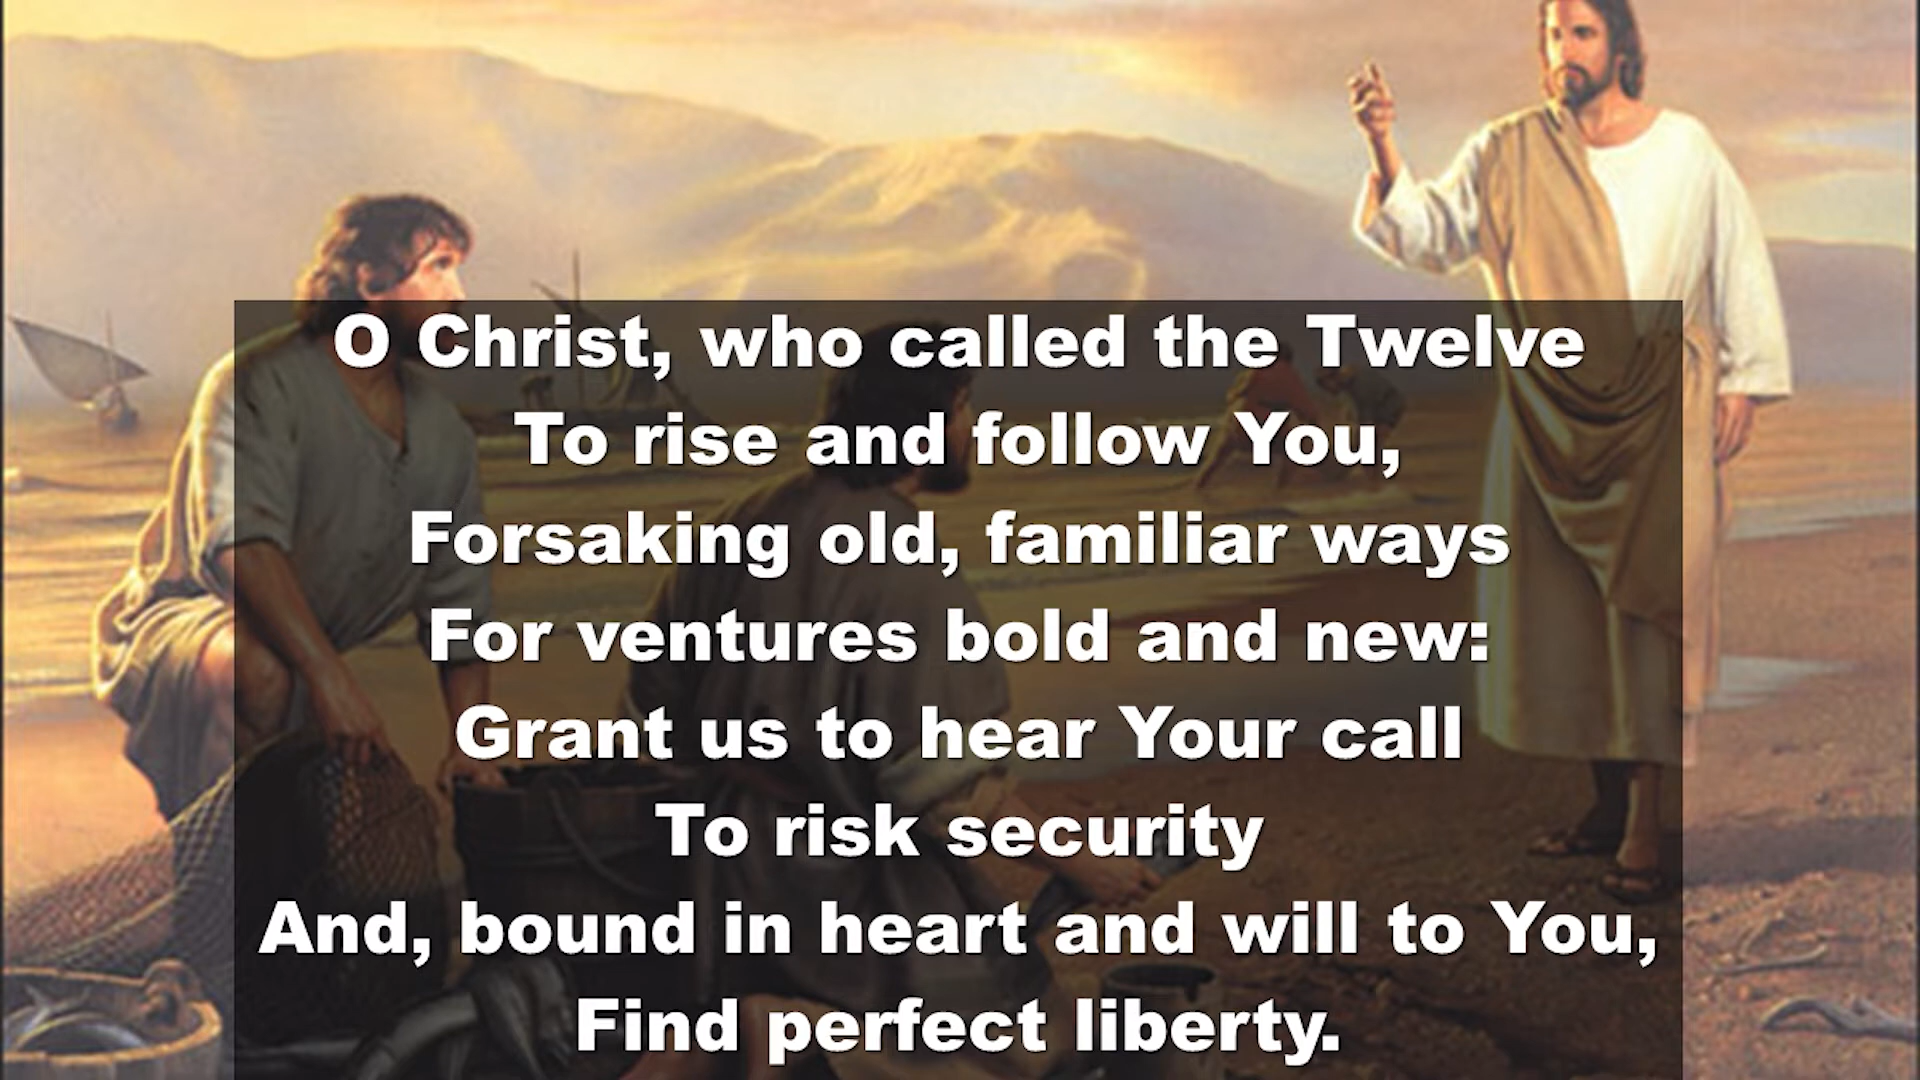 O Christ, who called the Twelve
To rise and follow You,
Forsaking old, familiar ways
For ventures bold and new:
Grant us to hear Your call
To risk security
And, bound in heart and will to You,
Find perfect liberty.